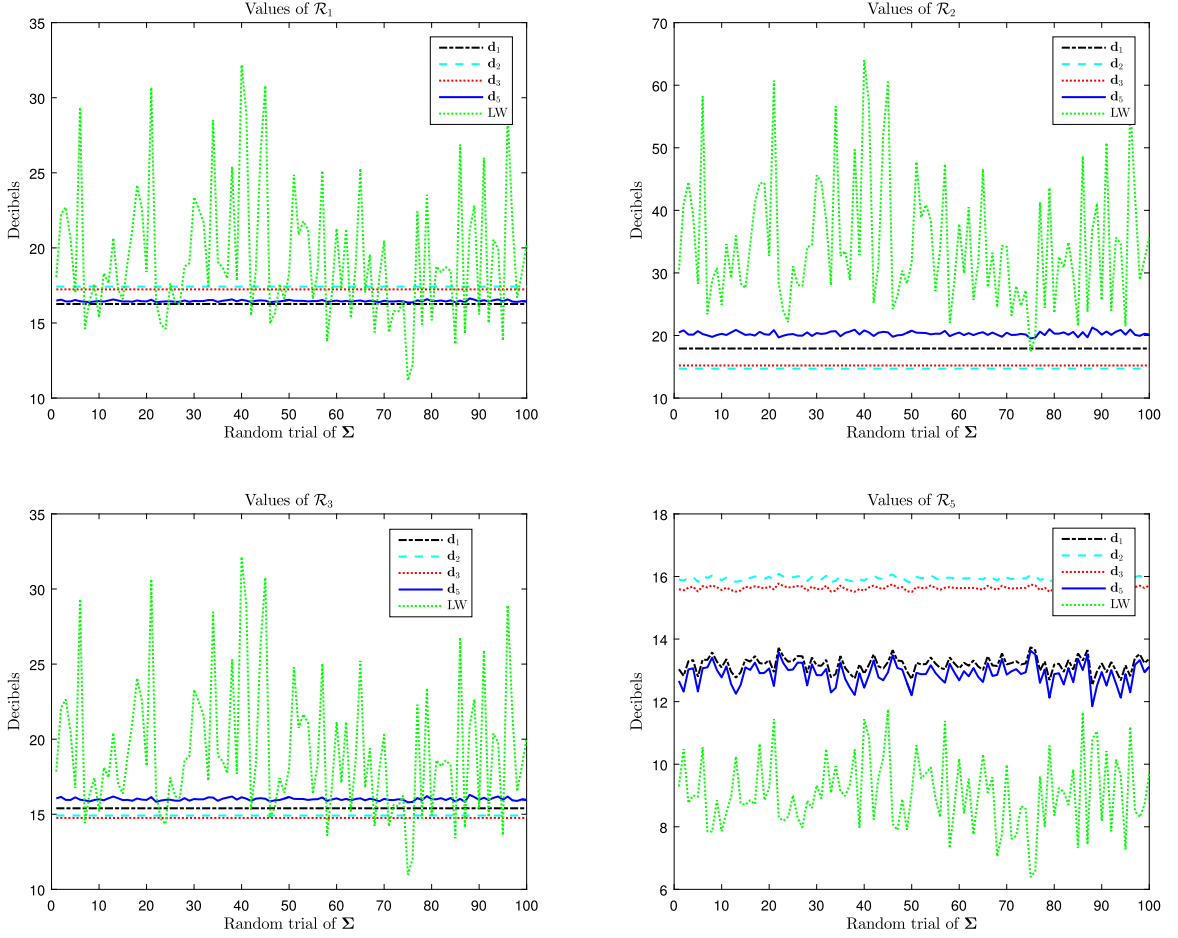 Values of R₁
Decibels
35
30
25
20
15
10
d₁
d₂
d₃
d₅
LW
0 10 20 30 40 50 60 70 80 90 100
Random trial of Σ
Values of R₂
Decibels
70
60
50
40
30
20
10
d₁
d₂
d₃
d₅
LW
0 10 20 30 40 50 60 70 80 90 100
Random trial of Σ
Values of R₃
Decibels
35
30
25
20
15
10
d₁
d₂
d₃
d₅
LW
0 10 20 30 40 50 60 70 80 90 100
Random trial of Σ
Values of R₅
Decibels
18
16
14
12
10
8
6
d₁
d₂
d₃
d₅
LW
0 10 20 30 40 50 60 70 80 90 100
Random trial of Σ